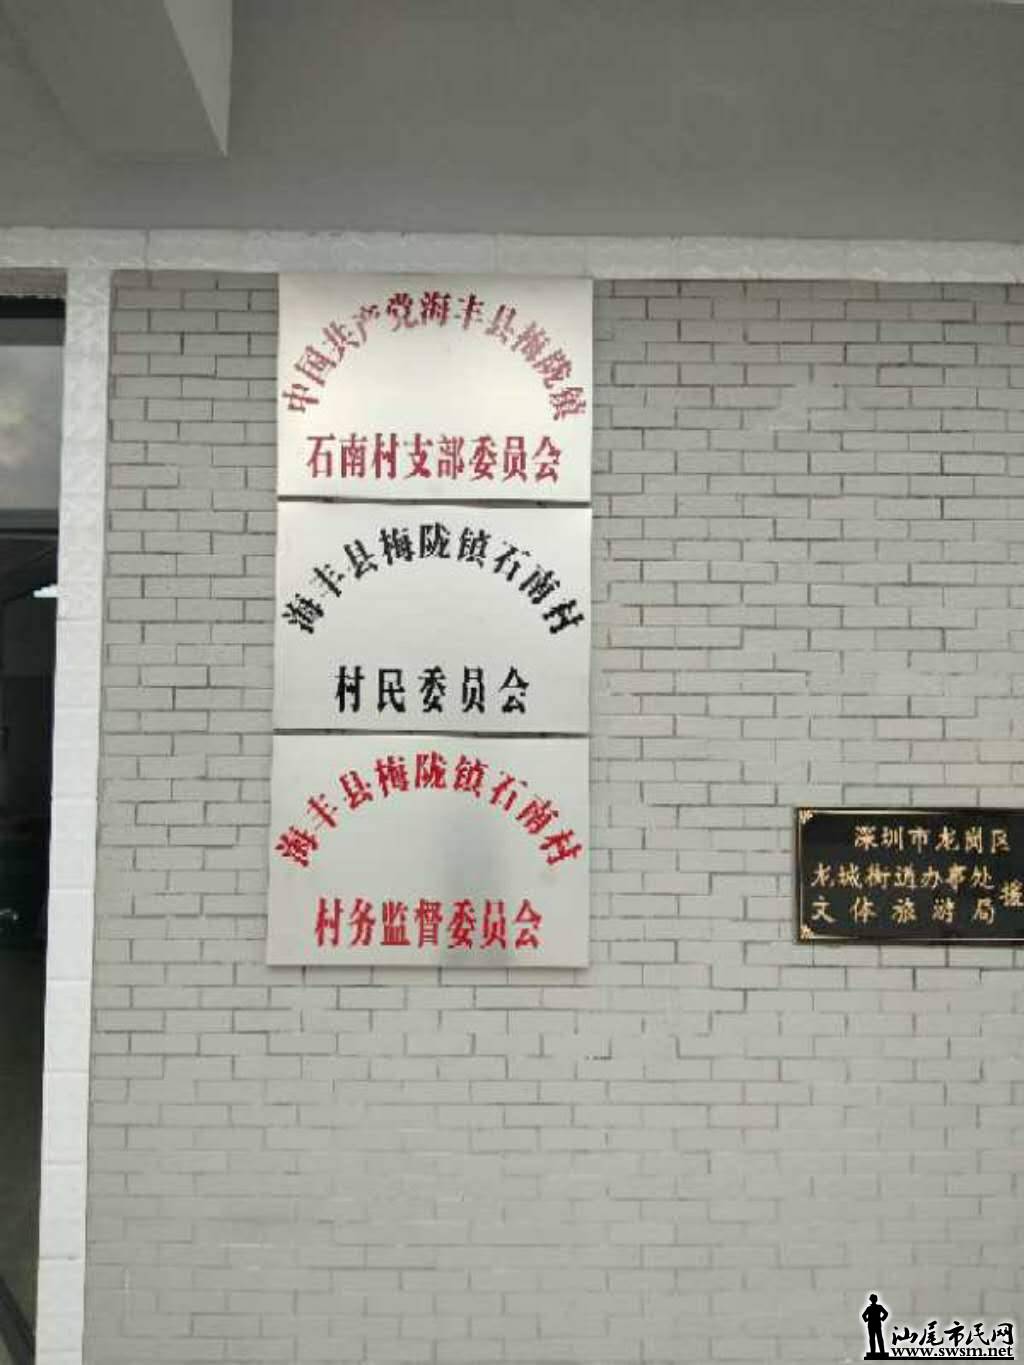 中国共产党海丰县梅陇镇
石南村支部委员会
海丰县梅陇镇石南村
村民委员会
海丰县梅陇镇石南村
村务监督委员会
深圳市龙岗区
龙城街道办事处
文体旅游局
援
汕尾市民网
www.swsm.net